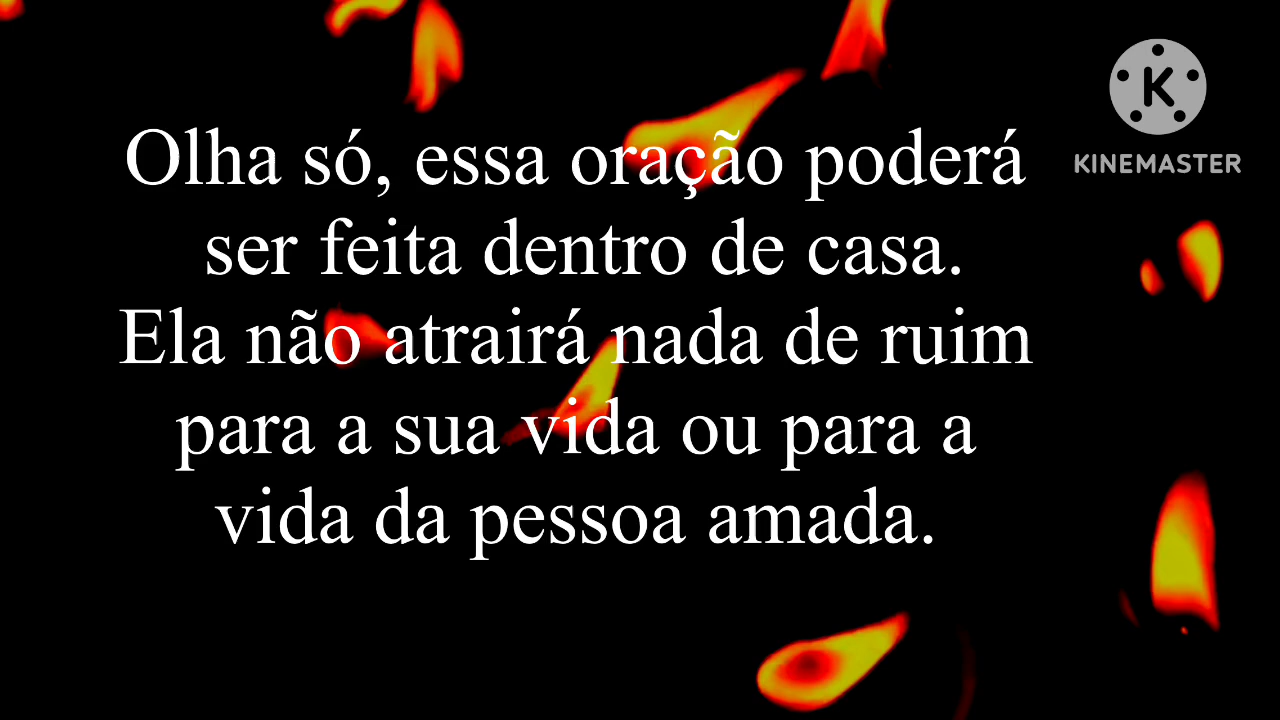 Olha só, essa oração poderá
ser feita dentro de casa.
Ela não atrairá nada de ruim
para a sua vida ou para a
vida da pessoa amada.
K
KINEMASTER